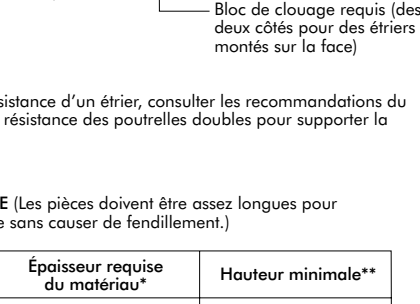 Bloc de clouage requis (des
deux côtés pour des étriers
montés sur la face)
sistance d'un étrier, consulter les recommandations du
résistance des poutrelles doubles pour supporter la
E (Les pièces doivent être assez longues pour
e sans causer de fendillement.)
Épaisseur requise
du matériau*
Hauteur minimale**